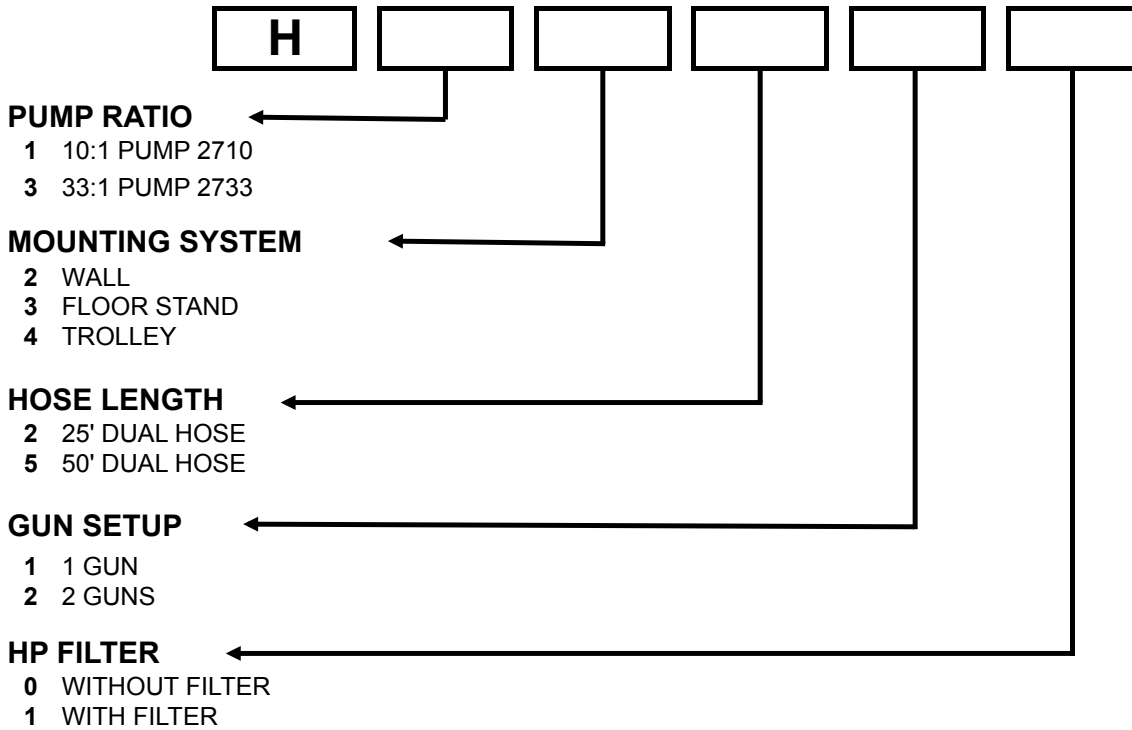 H
PUMP RATIO
1 10:1 PUMP 2710
3 33:1 PUMP 2733
MOUNTING SYSTEM
2 WALL
3 FLOOR STAND
4 TROLLEY
HOSE LENGTH
2 25' DUAL HOSE
5 50' DUAL HOSE
GUN SETUP
1 1 GUN
2 2 GUNS
HP FILTER
0 WITHOUT FILTER
1 WITH FILTER